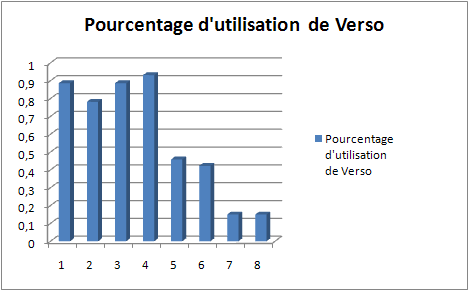 Pourcentage d'utilisation de Verso
1
0,9
0,8
0,7
0,6
0,5
0,4
0,3
0,2
0,1
0
1 2 3 4 5 6 7 8
Pourcentage
d'utilisation
de Verso